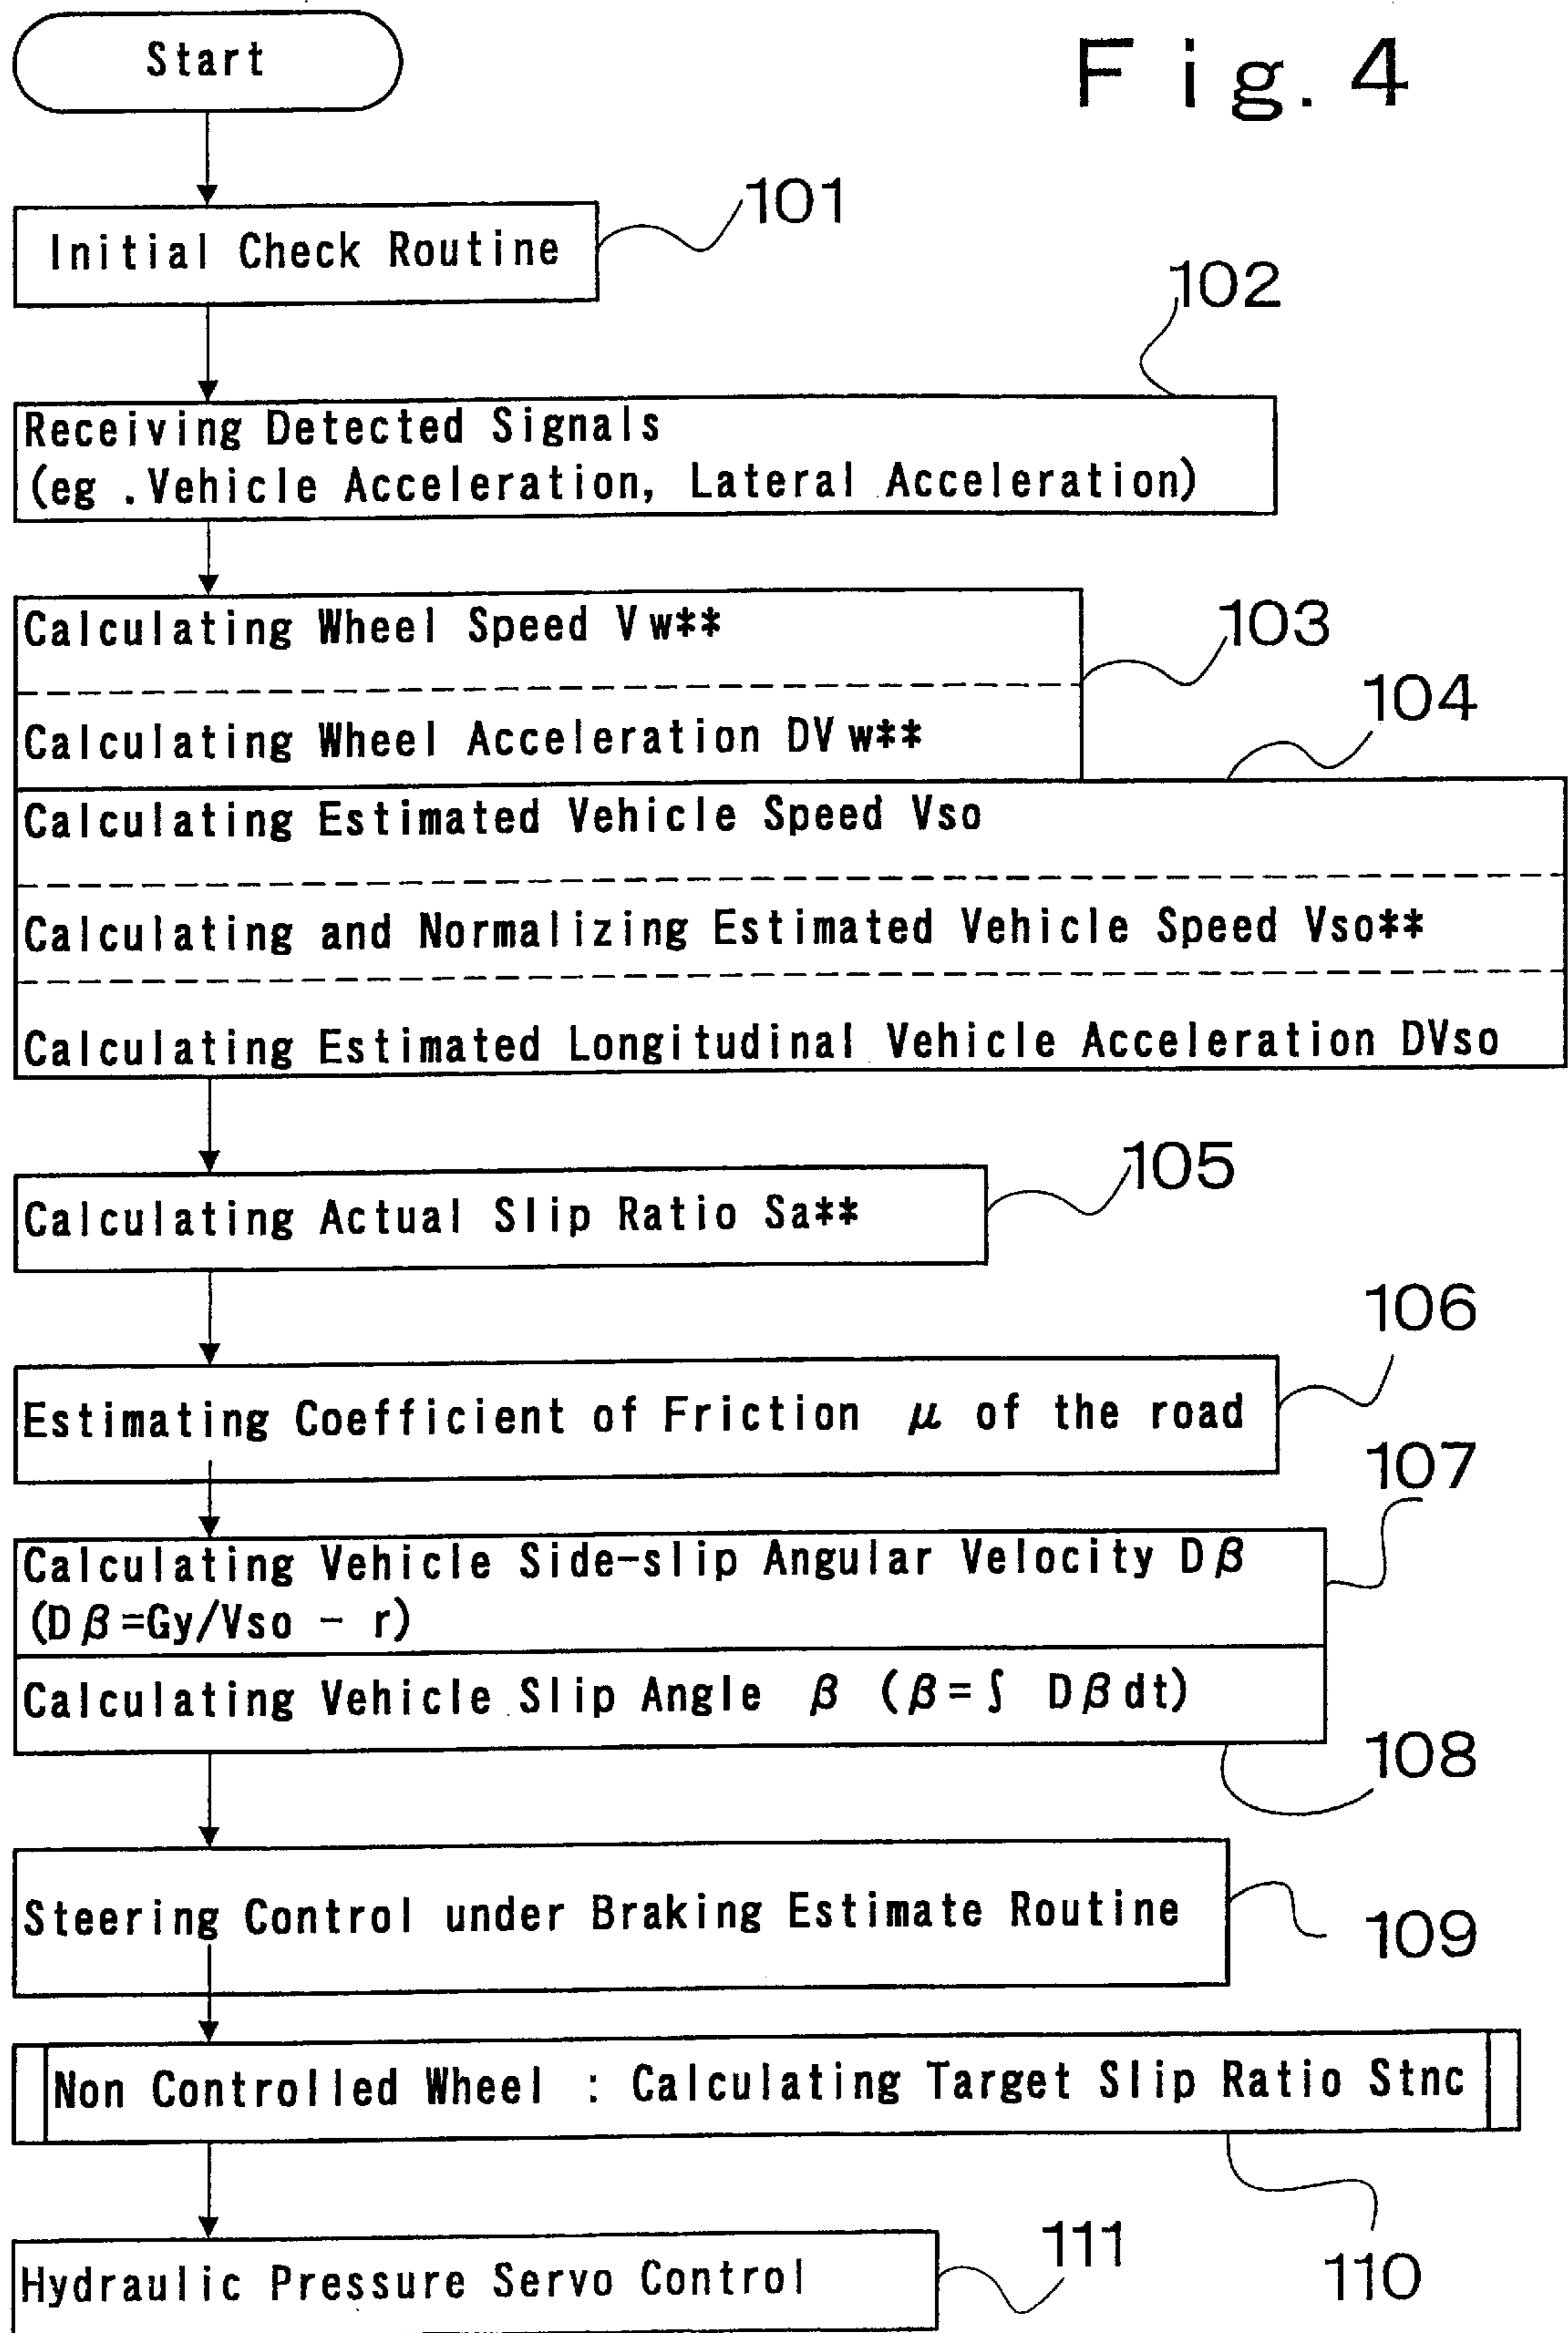 Fig. 4
Start
101
Initial Check Routine
102
Receiving Detected Signals
(eg .Vehicle Acceleration, Lateral Acceleration)
103
Calculating Wheel Speed Vw**
Calculating Wheel Acceleration DVw**
104
Calculating Estimated Vehicle Speed Vso
Calculating and Normalizing Estimated Vehicle Speed Vso**
Calculating Estimated Longitudinal Vehicle Acceleration DVso
105
Calculating Actual Slip Ratio Sa**
106
Estimating Coefficient of Friction μ of the road
107
Calculating Vehicle Side-slip Angular Velocity Dβ
(Dβ=Gy/Vso - r)
Calculating Vehicle Slip Angle β (β=∫ Dβdt)
108
Steering Control under Braking Estimate Routine
109
Non Controlled Wheel : Calculating Target Slip Ratio Stnc
110
Hydraulic Pressure Servo Control
111